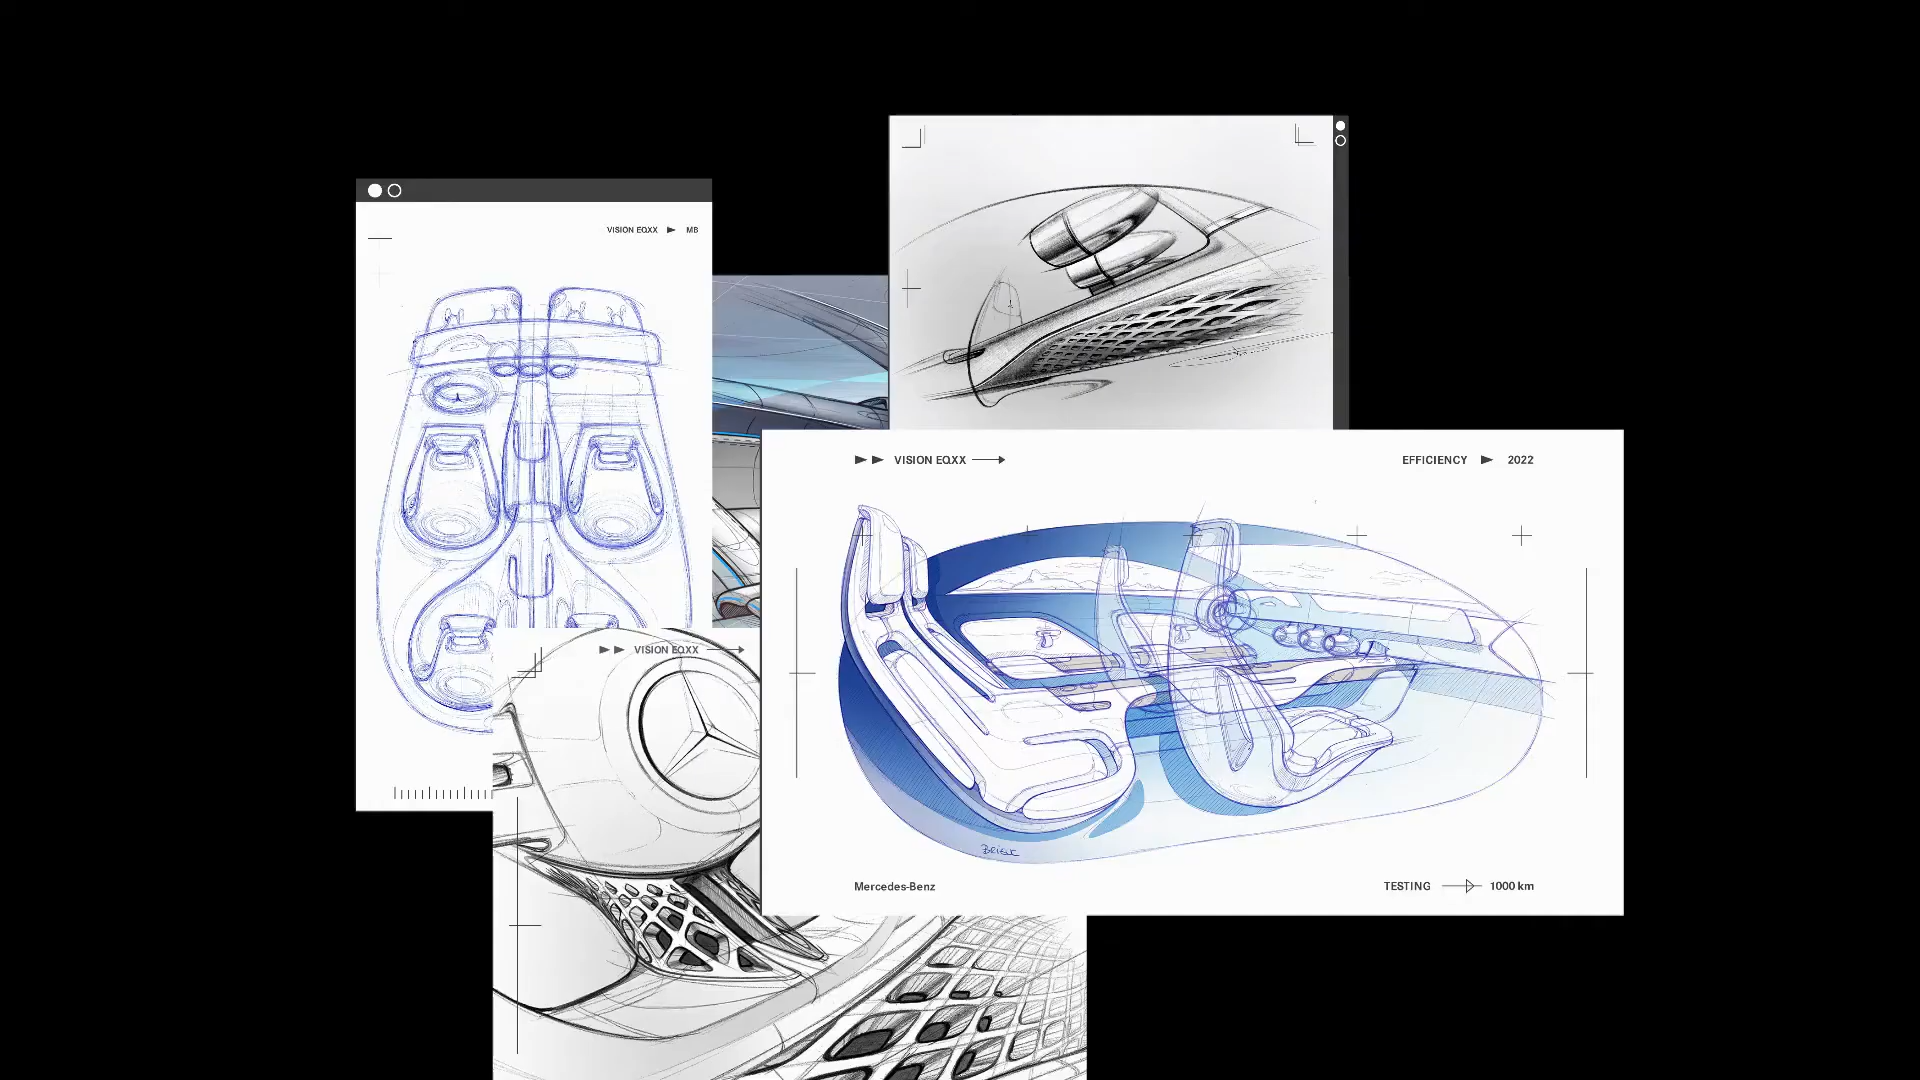 VISION EQXX MB
VISION EQXX
EFFICIENCY 2022
VISION EQXX
Mercedes-Benz
TESTING 1000 km